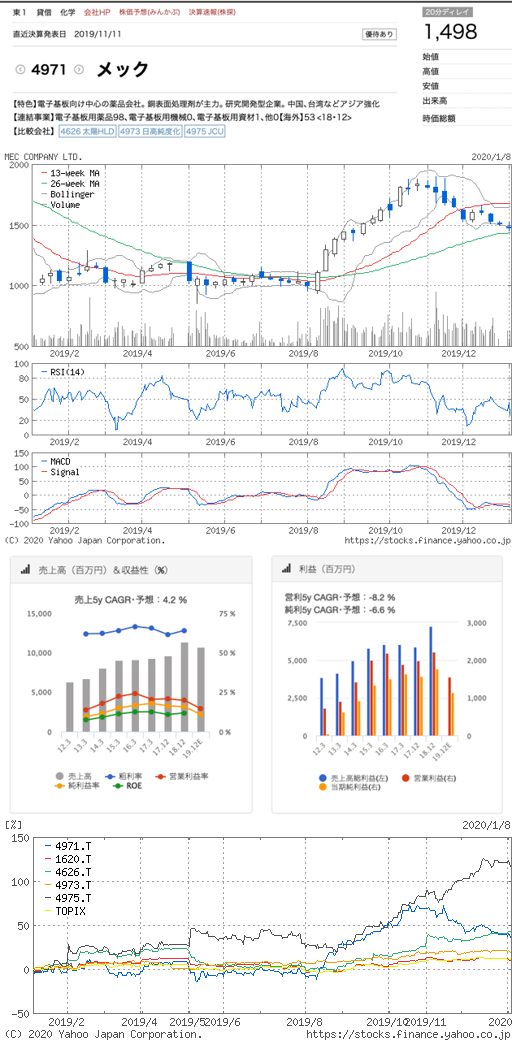 東1 貸借 化学 会社HP 株価予想(みんかぶ) 決算速報(株探)
20分ディレイ
直近決算発表日 2019/11/11
優待あり
1,498
始値
高値
安値
出来高
時価総額
4971 メック
【特色】電子基板向け中心の薬品会社。銅表面処理剤が主力。研究開発型企業。中国、台湾などアジア強化
【連結事業】電子基板用薬品98、電子基板用機械0、電子基板用資材1、他0【海外】53 <18・12>
【比較会社】 4626 太陽HLD 4973 日高純度化 4975 JCU
MEC COMPANY LTD. 2020/1/8
2000
13-week MA
26-week MA
Bollinger
Volume
1500
1000
500
2019/2 2019/4 2019/6 2019/8 2019/10 2019/12
100
RSI(14)
80
50
20
0
2019/2 2019/4 2019/6 2019/8 2019/10 2019/12
150
MACD
100
Signal
50
0
-50
-100
2019/2 2019/4 2019/6 2019/8 2019/10 2019/12
(C) 2020 Yahoo Japan Corporation. https://stocks.finance.yahoo.co.jp
売上高(百万円)&収益性(%)
売上5y CAGR・予想: 4.2 %
15,000 75 %
10,000 50 %
5,000 25 %
0 0 %
12.3 13.3 14.3 15.3 16.3 17.3 17.12 18.12 19.12E
売上高 粗利率 営業利益率
純利益率 ROE
利益(百万円)
営利5y CAGR・予想: -8.2 %
純利5y CAGR・予想: -6.6 %
7,500 3,000
5,000 2,000
2,500 1,000
0 0
12.3 13.3 14.3 15.3 16.3 17.3 17.12 18.12 19.12E
売上高総利益(左) 営業利益(右)
当期純利益(右)
[%] 2020/1/8
150
4971.T
1620.T
4626.T
4973.T
4975.T
TOPIX
100
50
0
-50
2019/2 2019/4 2019/5 2019/6 2019/8 2019/10 2019/11 2020
(C) 2020 Yahoo Japan Corporation. https://stocks.finance.yahoo.co.jp